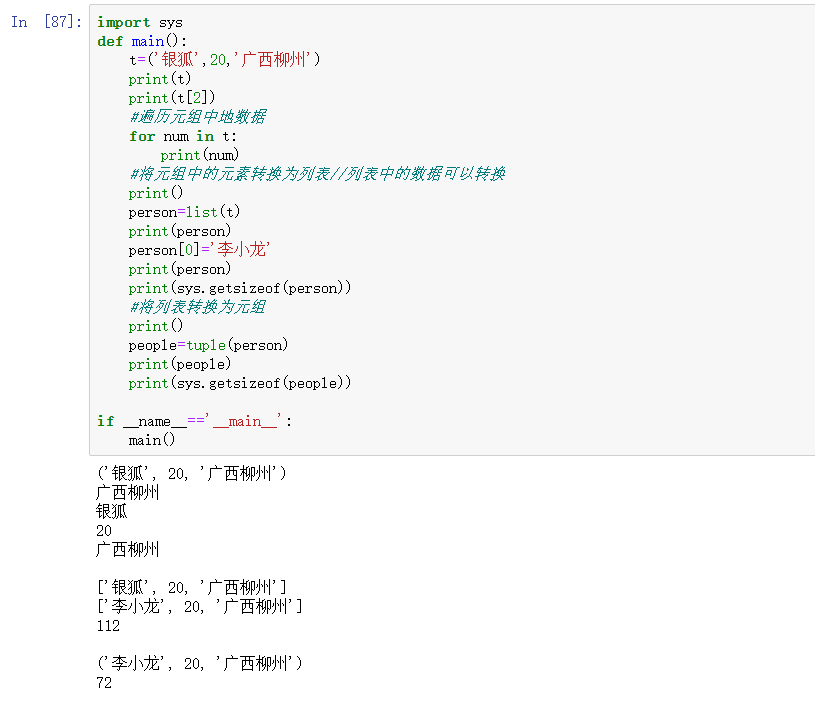 In [87]: import sys
def main():
t=('银狐',20,'广西柳州')
print(t)
print(t[2])
#遍历元组中地数据
for num in t:
print(num)
#将元组中的元素转换为列表//列表中的数据可以转换
print()
person=list(t)
print(person)
person[0]='李小龙'
print(person)
print(sys.getsizeof(person))
#将列表转换为元组
print()
people=tuple(person)
print(people)
print(sys.getsizeof(people))
if __name__=='__main__':
main()
('银狐', 20, '广西柳州')
广西柳州
银狐
20
广西柳州
['银狐', 20, '广西柳州']
['李小龙', 20, '广西柳州']
112
('李小龙', 20, '广西柳州')
72